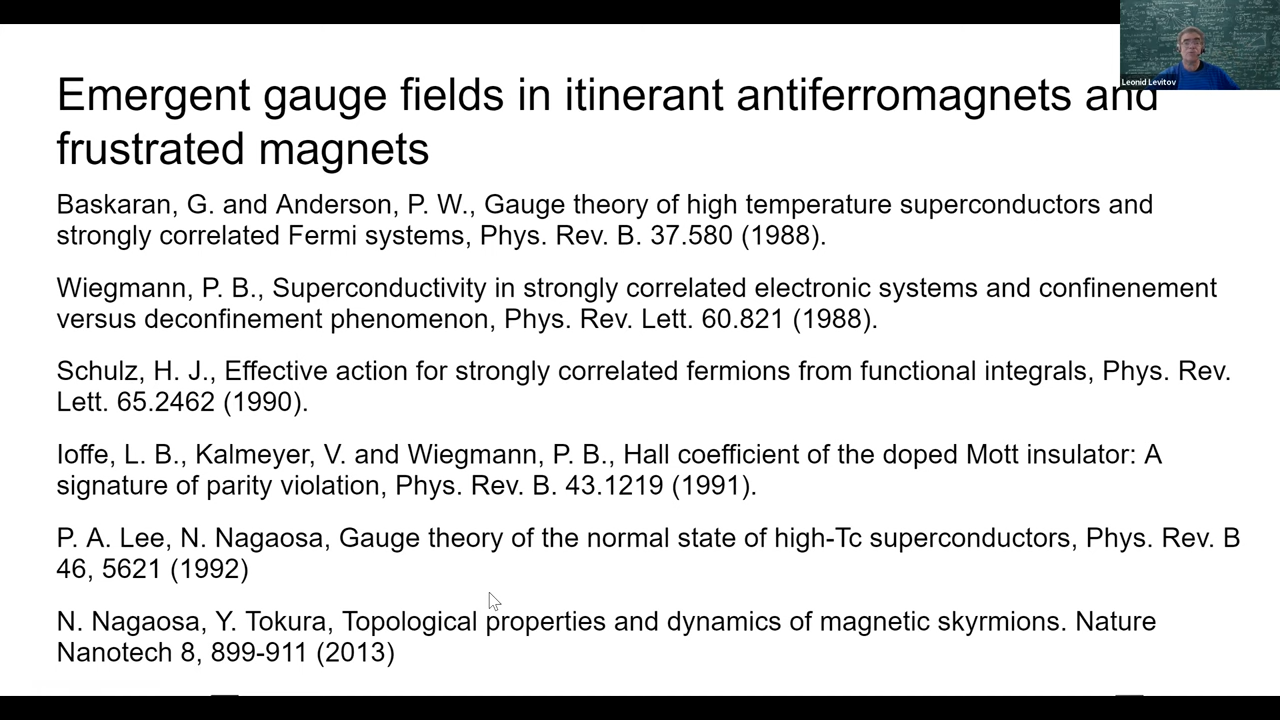 Leonid Levitov
Emergent gauge fields in itinerant antiferromagnets and
frustrated magnets
Baskaran, G. and Anderson, P. W., Gauge theory of high temperature superconductors and
strongly correlated Fermi systems, Phys. Rev. B. 37.580 (1988).
Wiegmann, P. B., Superconductivity in strongly correlated electronic systems and confinenement
versus deconfinement phenomenon, Phys. Rev. Lett. 60.821 (1988).
Schulz, H. J., Effective action for strongly correlated fermions from functional integrals, Phys. Rev.
Lett. 65.2462 (1990).
Ioffe, L. B., Kalmeyer, V. and Wiegmann, P. B., Hall coefficient of the doped Mott insulator: A
signature of parity violation, Phys. Rev. B. 43.1219 (1991).
P. A. Lee, N. Nagaosa, Gauge theory of the normal state of high-Tc superconductors, Phys. Rev. B
46, 5621 (1992)
N. Nagaosa, Y. Tokura, Topological properties and dynamics of magnetic skyrmions. Nature
Nanotech 8, 899-911 (2013)